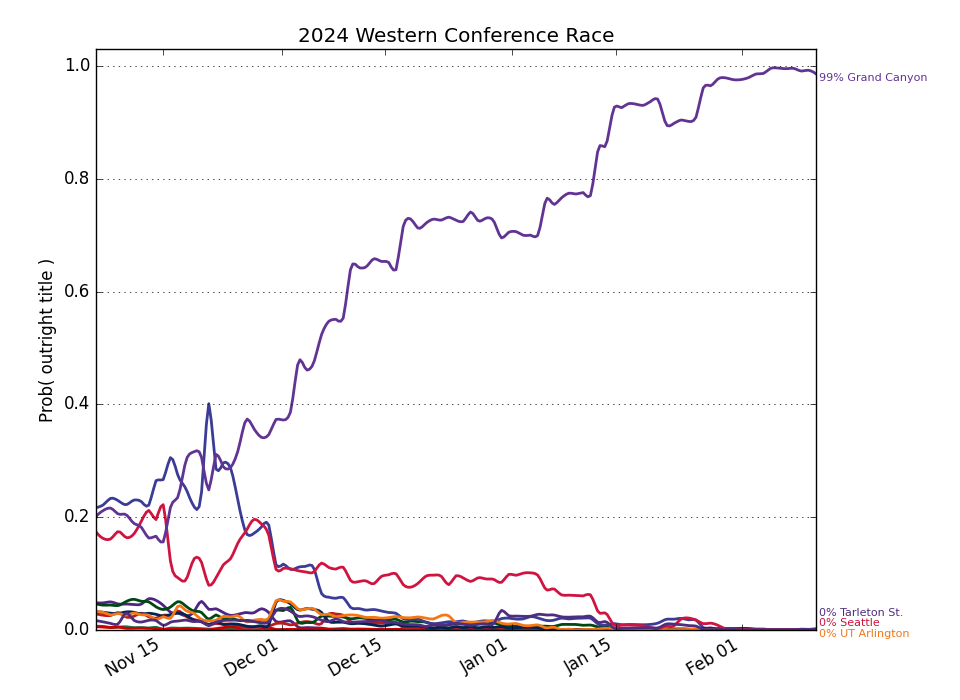 2024 Western Conference Race
Prob( outright title )
1.0
0.8
0.6
0.4
0.2
0.0
Nov 15
Dec 01
Dec 15
Jan 01
Jan 15
Feb 01
99% Grand Canyon
0% Tarleton St.
0% Seattle
0% UT Arlington